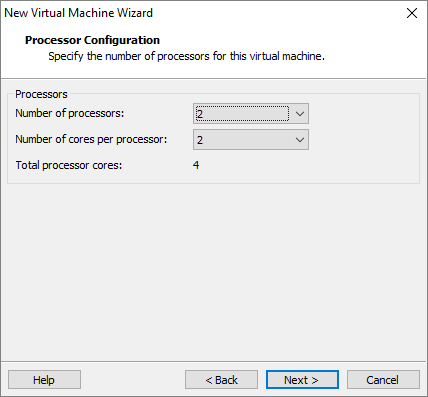 New Virtual Machine Wizard
Processor Configuration
Specify the number of processors for this virtual machine.
Processors
Number of processors: 2
Number of cores per processor: 2
Total processor cores: 4
Help < Back Next > Cancel